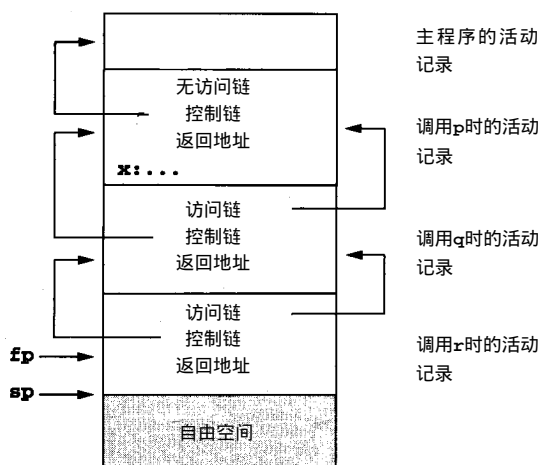 主程序的活动
记录
无访问链
控制链
返回地址
x:...
调用p时的活动
记录
访问链
控制链
返回地址
调用q时的活动
记录
访问链
控制链
返回地址
调用r时的活动
记录
fp
sp
自由空间